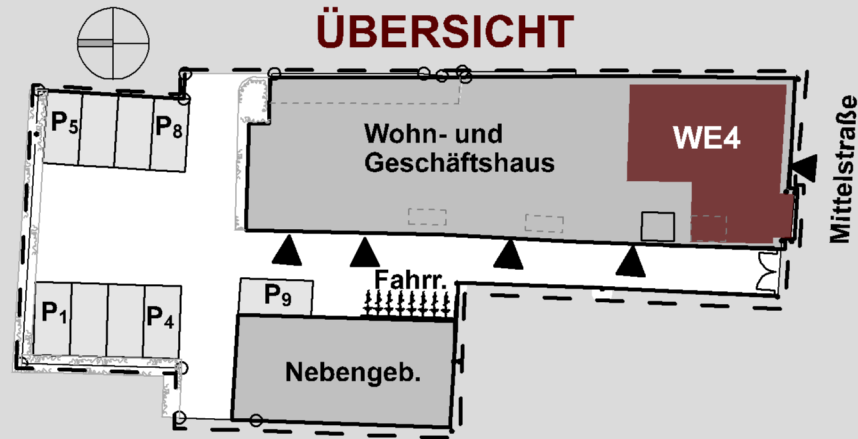 ÜBERSICHT
P5
P8
Wohn- und
Geschäftshaus
WE4
Mittelstraße
Fahrr.
P1
P4
P9
Nebengeb.